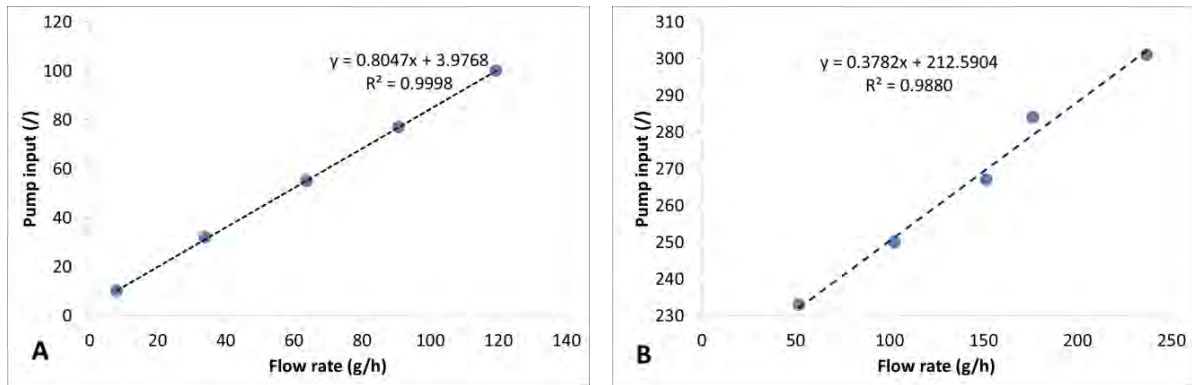 120
100
80
60
40
20
0
Pump input (/)
y = 0.8047x + 3.9768
R² = 0.9998
0 20 40 60 80 100 120 140
Flow rate (g/h)
A
310
300
290
280
270
260
250
240
230
Pump input (/)
y = 0.3782x + 212.5904
R² = 0.9880
0 50 100 150 200 250
Flow rate (g/h)
B